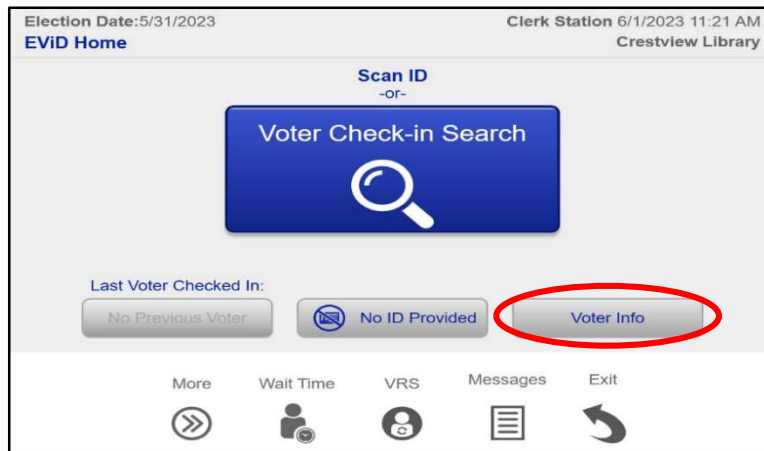 Election Date:5/31/2023 Clerk Station 6/1/2023 11:21 AM
EViD Home Crestview Library
Scan ID
-or-
Voter Check-in Search
Last Voter Checked In:
No Previous Voter No ID Provided Voter Info
More Wait Time VRS Messages Exit